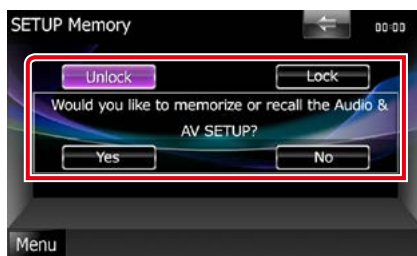 SETUP Memory 00:00
Unlock Lock
Would you like to memorize or recall the Audio &
AV SETUP?
Yes No
Menu